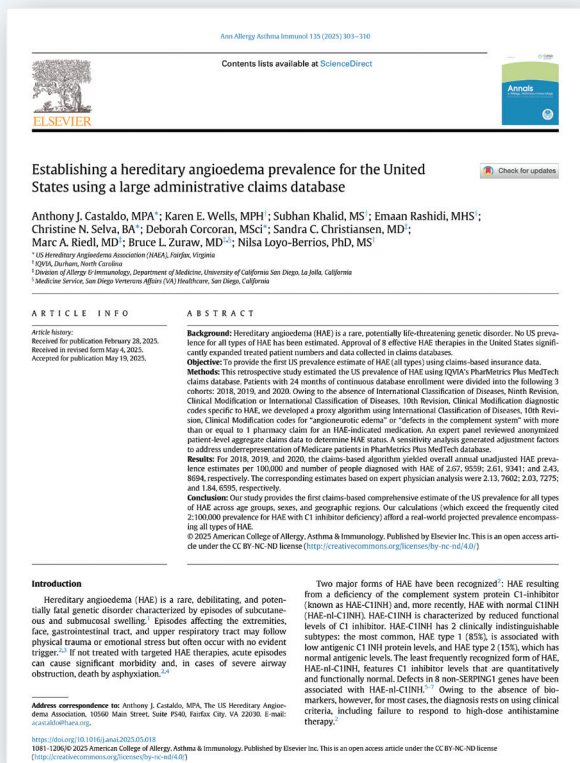 Ann Allergy Asthma Immunol 135 (2025) 303–310
Contents lists available at ScienceDirect
Annals
ELSEVIER
Establishing a hereditary angioedema prevalence for the United
States using a large administrative claims database
Check for updates
Anthony J. Castaldo, MPA*; Karen E. Wells, MPH†; Subhan Khalid, MS†; Emaan Rashidi, MHS†;
Christine N. Selva, BA*; Deborah Corcoran, MSci*; Sandra C. Christiansen, MD‡;
Marc A. Riedl, MD‡; Bruce L. Zuraw, MD‡,§; Nilsa Loyo-Berrios, PhD, MS†
* US Hereditary Angioedema Association (HAEA), Fairfax, Virginia
† IQVIA, Durham, North Carolina
‡ Division of Allergy & Immunology, Department of Medicine, University of California San Diego, La Jolla, California
§ Medicine Service, San Diego Verterans Affairs (VA) Healthcare, San Diego, California
ARTICLE INFO
Article history:
Received for publication February 28, 2025.
Received in revised form May 4, 2025.
Accepted for publication May 19, 2025.
ABSTRACT
Background: Hereditary angioedema (HAE) is a rare, potentially life-threatening genetic disorder. No US preva-
lence for all types of HAE has been estimated. Approval of 8 effective HAE therapies in the United States signifi-
cantly expanded treated patient numbers and data collected in claims databases.
Objective: To provide the first US prevalence estimate of HAE (all types) using claims-based insurance data.
Methods: This retrospective study estimated the US prevalence of HAE using IQVIA's PharMetrics Plus MedTech
claims database. Patients with 24 months of continuous database enrollment were divided into the following 3
cohorts: 2018, 2019, and 2020. Owing to the absence of International Classification of Diseases, Ninth Revision,
Clinical Modification or International Classification of Diseases, 10th Revision, Clinical Modification diagnostic
codes specific to HAE, we developed a proxy algorithm using International Classification of Diseases, 10th Revi-
sion, Clinical Modification codes for "angioneurotic edema" or "defects in the complement system" with more
than or equal to 1 pharmacy claim for an HAE-indicated medication. An expert panel reviewed anonymized
patient-level aggregate claims data to determine HAE status. A sensitivity analysis generated adjustment factors
to address underrepresentation of Medicare patients in PharMetrics Plus MedTech database.
Results: For 2018, 2019, and 2020, the claims-based algorithm yielded overall annual unadjusted HAE preva-
lence estimates per 100,000 and number of people diagnosed with HAE of 2.67, 9559; 2.61, 9341; and 2.43,
8694, respectively. The corresponding estimates based on expert physician analysis were 2.13, 7602; 2.03, 7275;
and 1.84, 6595, respectively.
Conclusion: Our study provides the first claims-based comprehensive estimate of the US prevalence for all types
of HAE across age groups, sexes, and geographic regions. Our calculations (which exceed the frequently cited
2:100,000 prevalence for HAE with C1 inhibitor deficiency) afford a real-world projected prevalence encompass-
ing all types of HAE.
© 2025 American College of Allergy, Asthma & Immunology. Published by Elsevier Inc. This is an open access arti-
cle under the CC BY-NC-ND license (http://creativecommons.org/licenses/by-nc-nd/4.0/)
Introduction
Hereditary angioedema (HAE) is a rare, debilitating, and poten-
tially fatal genetic disorder characterized by episodes of subcutane-
ous and submucosal swelling.1 Episodes affecting the extremities,
face, gastrointestinal tract, and upper respiratory tract may follow
physical trauma or emotional stress but often occur with no evident
trigger.2,3 If not treated with targeted HAE therapies, acute episodes
can cause significant morbidity and, in cases of severe airway
obstruction, death by asphyxiation.2,4
Address correspondence to: Anthony J. Castaldo, MPA, The US Hereditary Angioe-
dema Association, 10560 Main Street, Suite PS40, Fairfax City, VA 22030. E-mail:
acastaldo@haea.org.
Two major forms of HAE have been recognized2: HAE resulting
from a deficiency of the complement system protein C1-inhibitor
(known as HAE-C1INH) and, more recently, HAE with normal C1INH
(HAE-nl-C1INH). HAE-C1INH is characterized by reduced functional
levels of C1 inhibitor. HAE-C1INH has 2 clinically indistinguishable
subtypes: the most common, HAE type 1 (85%), is associated with
low antigenic C1 INH protein levels, and HAE type 2 (15%), which has
normal antigenic levels. The least frequently recognized form of HAE,
HAE-nl-C1INH, features C1 inhibitor levels that are quantitatively
and functionally normal. Defects in 8 non-SERPING1 genes have been
associated with HAE-nl-C1INH.5-7 Owing to the absence of bio-
markers, however, for most cases, the diagnosis rests on using clinical
criteria, including failure to respond to high-dose antihistamine
therapy.2
https://doi.org/10.1016/j.anai.2025.05.018
1081-1206/© 2025 American College of Allergy, Asthma & Immunology. Published by Elsevier Inc. This is an open access article under the CC BY-NC-ND license
(http://creativecommons.org/licenses/by-nc-nd/4.0/)